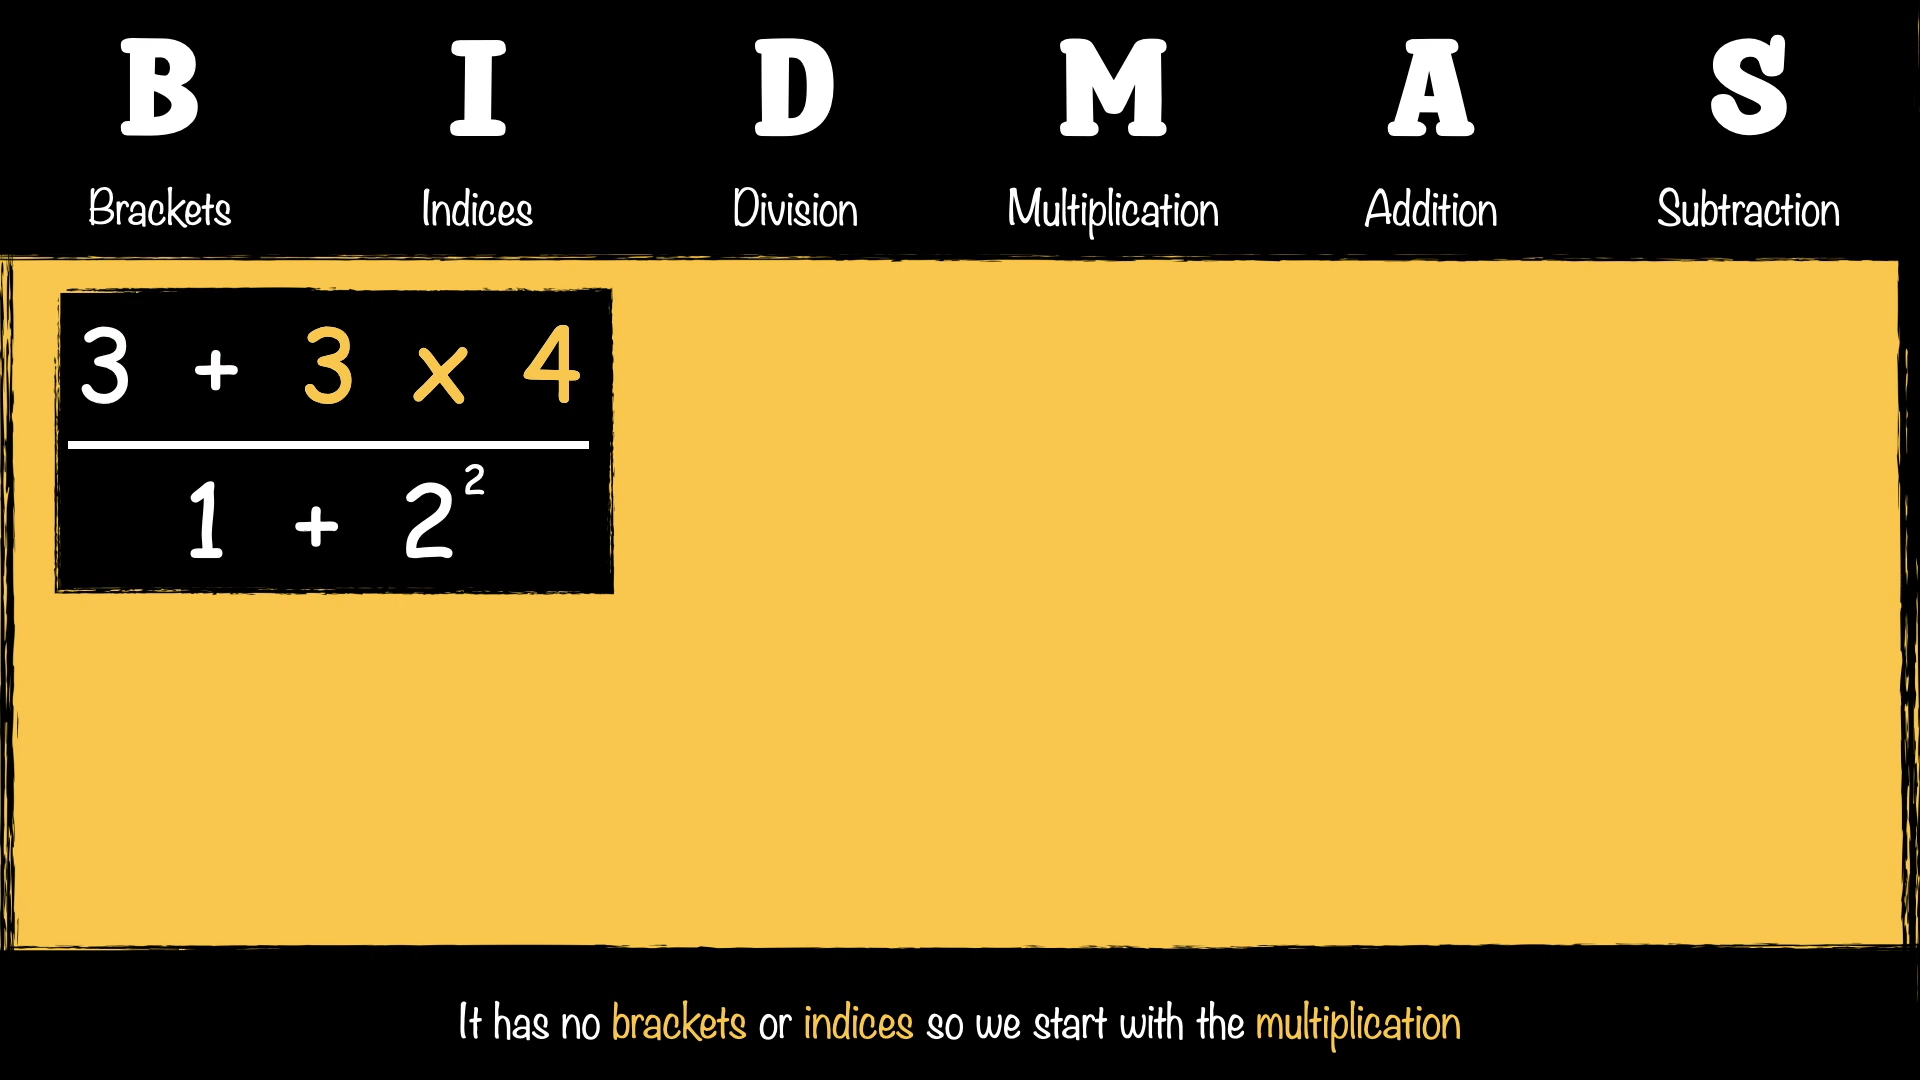 B I D M A S
Brackets Indices Division Multiplication Addition Subtraction
3 + 3 x 4
1 + 2²
It has no brackets or indices so we start with the multiplication